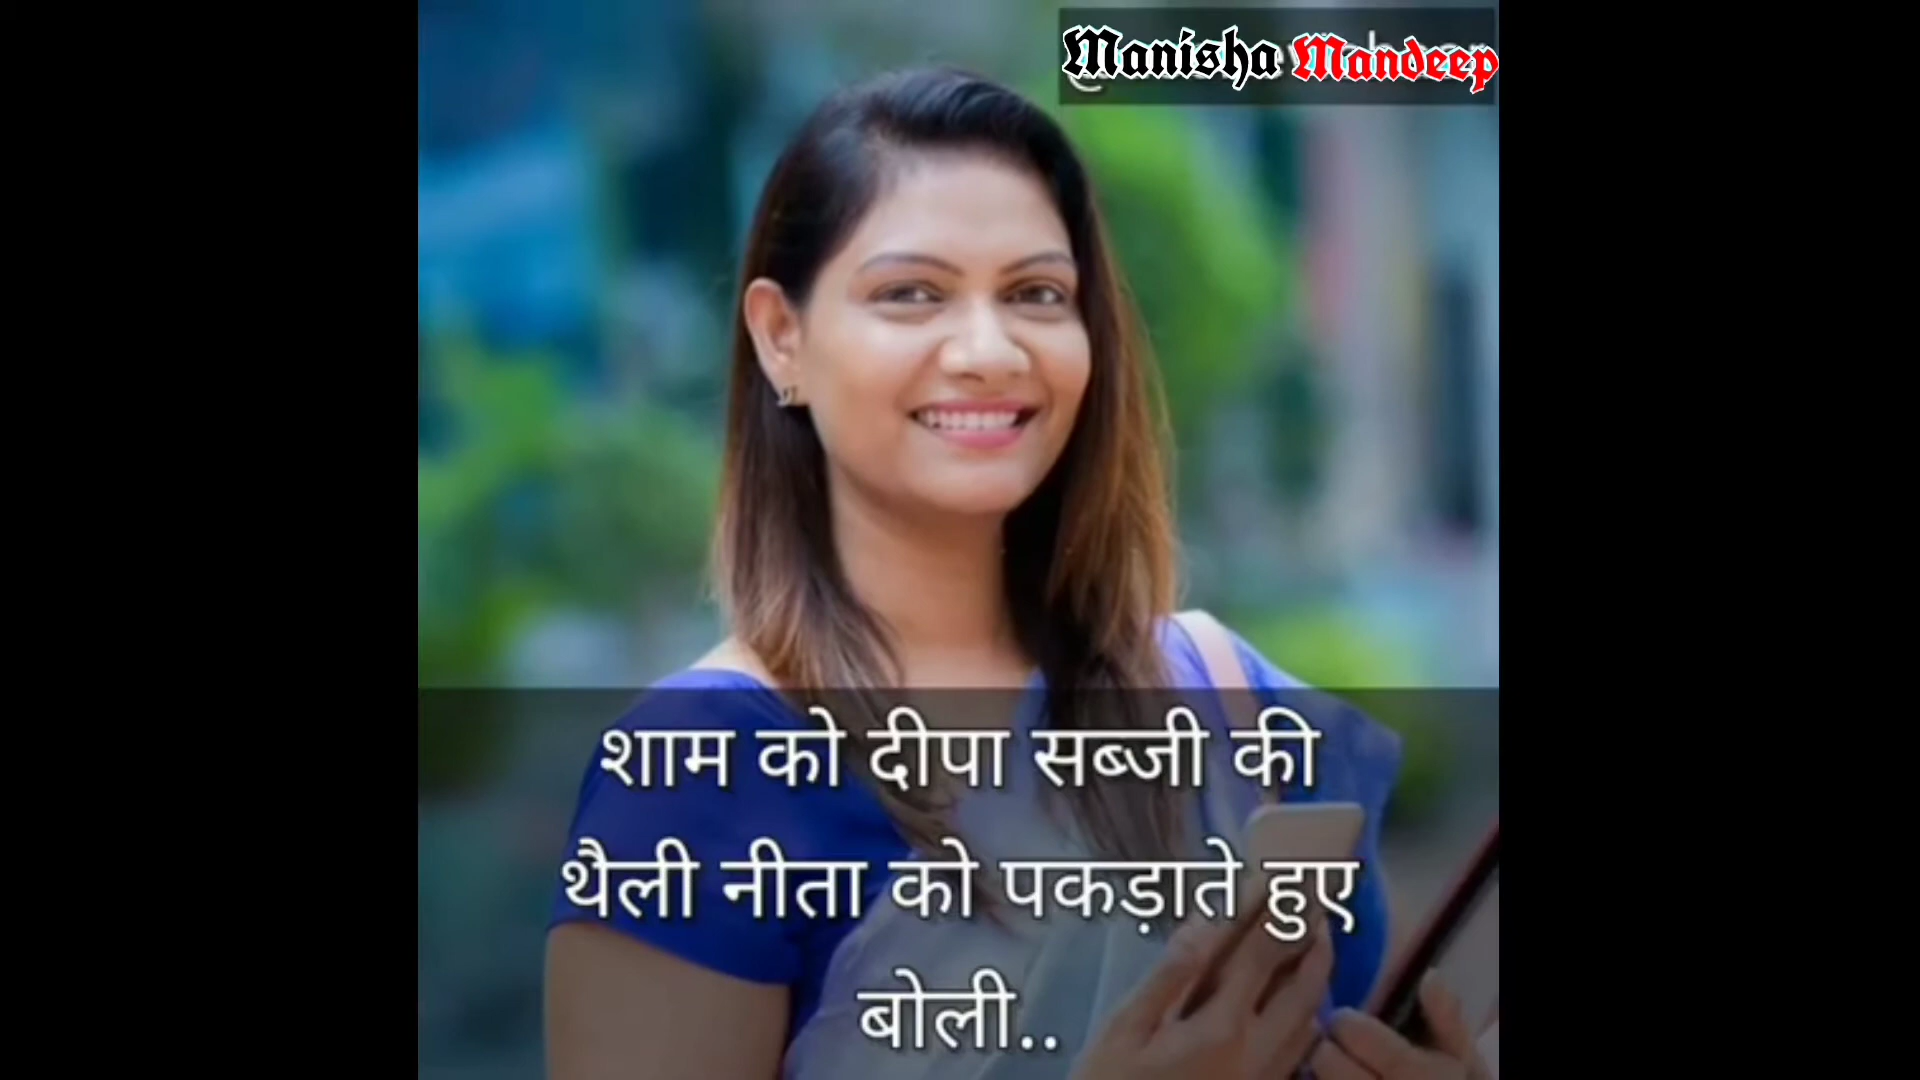 Manisha Mandeep
शाम को दीपा सब्जी की
थैली नीता को पकड़ाते हुए
बोली..